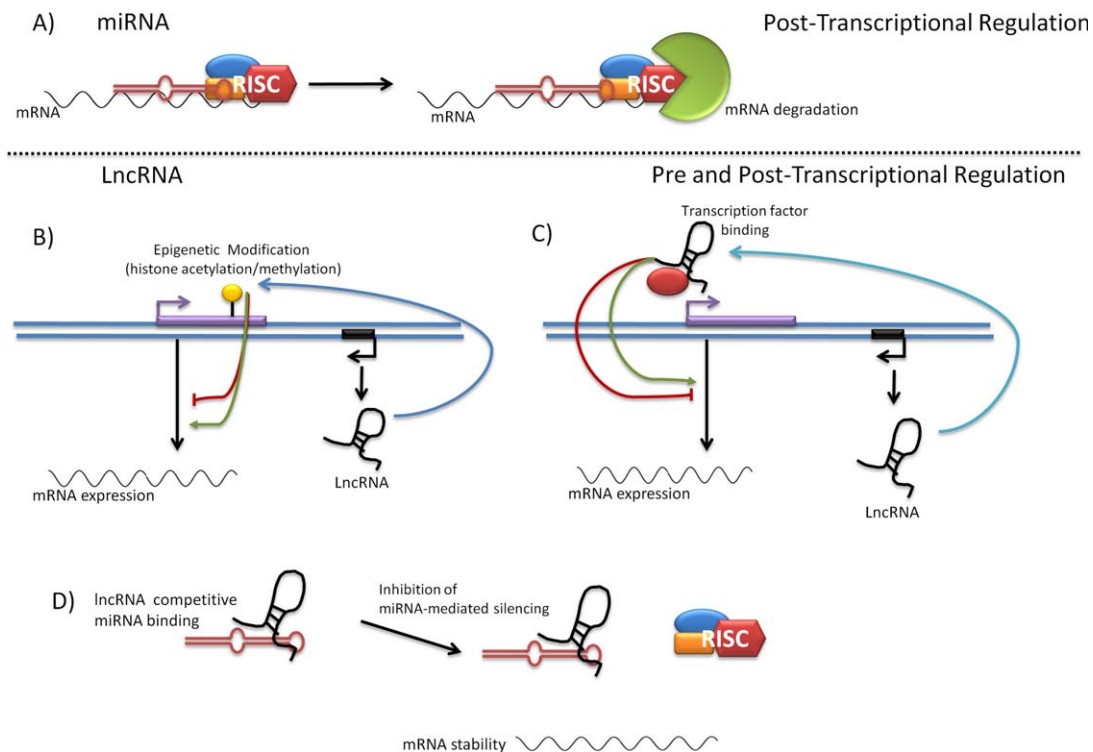 A) miRNA
Post-Transcriptional Regulation
RISC
mRNA
RISC
mRNA
mRNA degradation
LncRNA
Pre and Post-Transcriptional Regulation
B)
Epigenetic Modification
(histone acetylation/methylation)
LncRNA
mRNA expression
C)
Transcription factor
binding
mRNA expression
LncRNA
D)
lncRNA competitive
miRNA binding
Inhibition of
miRNA-mediated silencing
RISC
mRNA stability